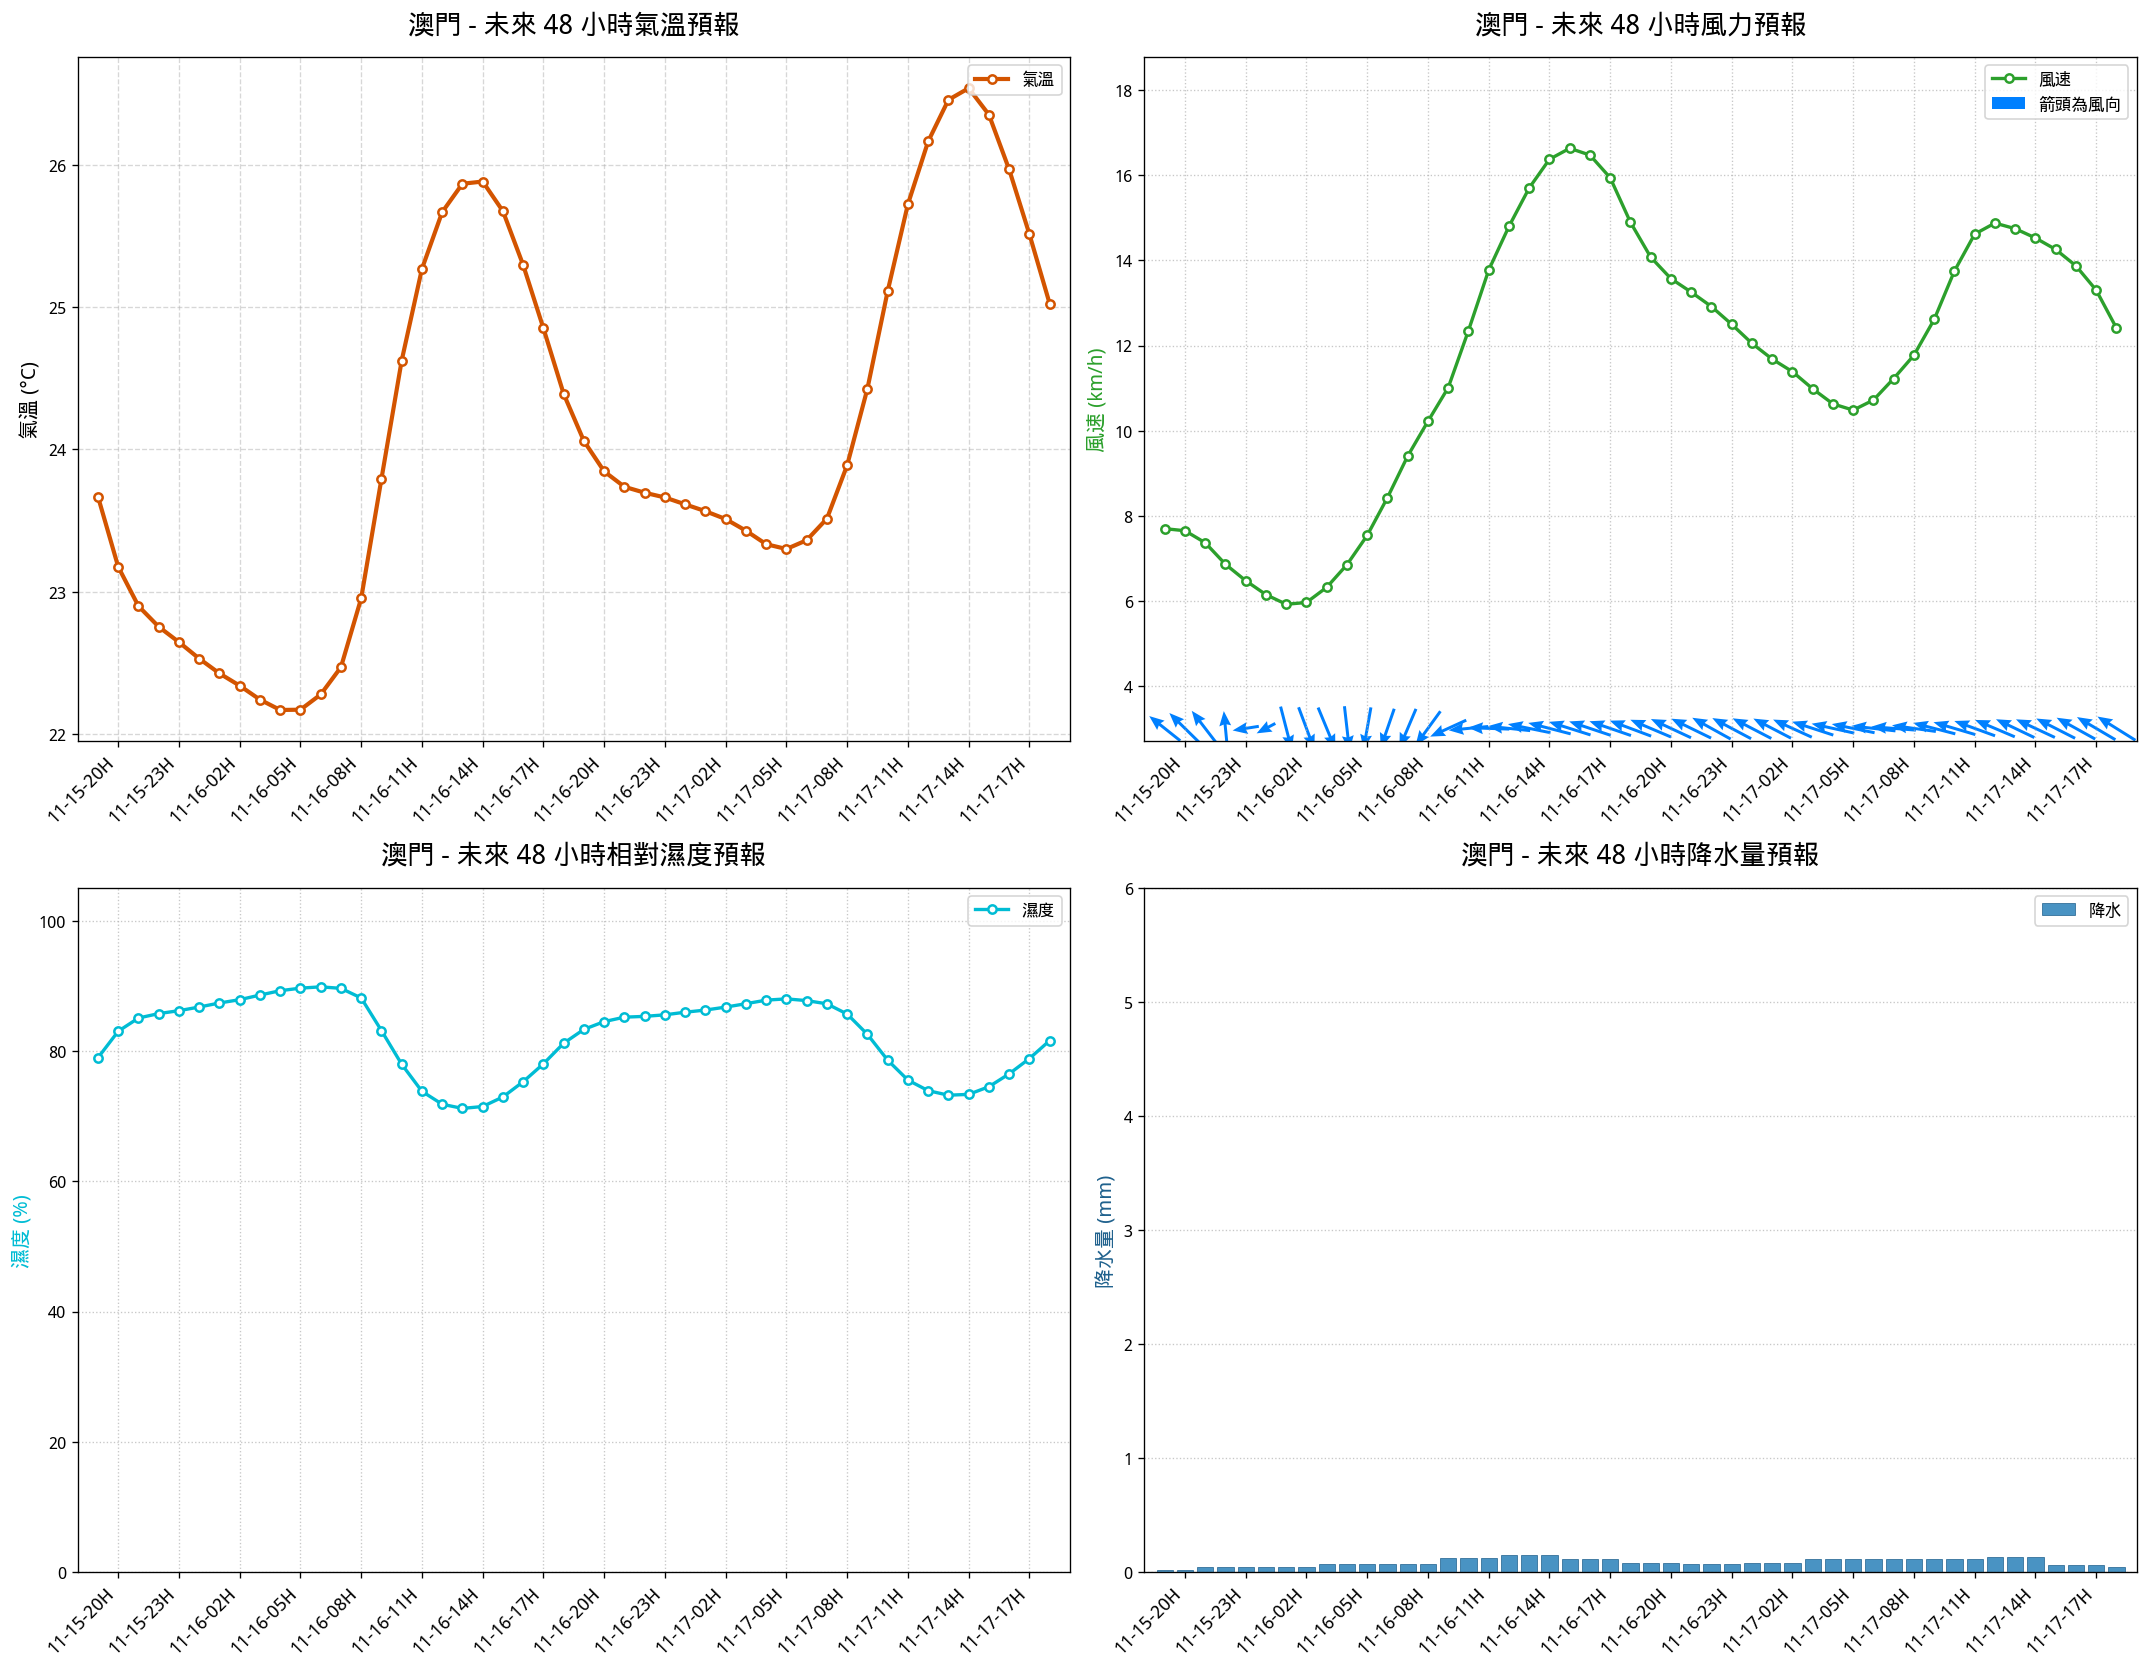 澳門 - 未來 48 小時氣溫預報
氣溫
氣溫 (°C)
26
25
24
23
22
11-15-20H
11-15-23H
11-16-02H
11-16-05H
11-16-08H
11-16-11H
11-16-14H
11-16-17H
11-16-20H
11-16-23H
11-17-02H
11-17-05H
11-17-08H
11-17-11H
11-17-14H
11-17-17H
澳門 - 未來 48 小時風力預報
風速
箭頭為風向
風速 (km/h)
18
16
14
12
10
8
6
4
11-15-20H
11-15-23H
11-16-02H
11-16-05H
11-16-08H
11-16-11H
11-16-14H
11-16-17H
11-16-20H
11-16-23H
11-17-02H
11-17-05H
11-17-08H
11-17-11H
11-17-14H
11-17-17H
澳門 - 未來 48 小時相對濕度預報
濕度
濕度 (%)
100
80
60
40
20
0
11-15-20H
11-15-23H
11-16-02H
11-16-05H
11-16-08H
11-16-11H
11-16-14H
11-16-17H
11-16-20H
11-16-23H
11-17-02H
11-17-05H
11-17-08H
11-17-11H
11-17-14H
11-17-17H
澳門 - 未來 48 小時降水量預報
降水
降水量 (mm)
6
5
4
3
2
1
0
11-15-20H
11-15-23H
11-16-02H
11-16-05H
11-16-08H
11-16-11H
11-16-14H
11-16-17H
11-16-20H
11-16-23H
11-17-02H
11-17-05H
11-17-08H
11-17-11H
11-17-14H
11-17-17H